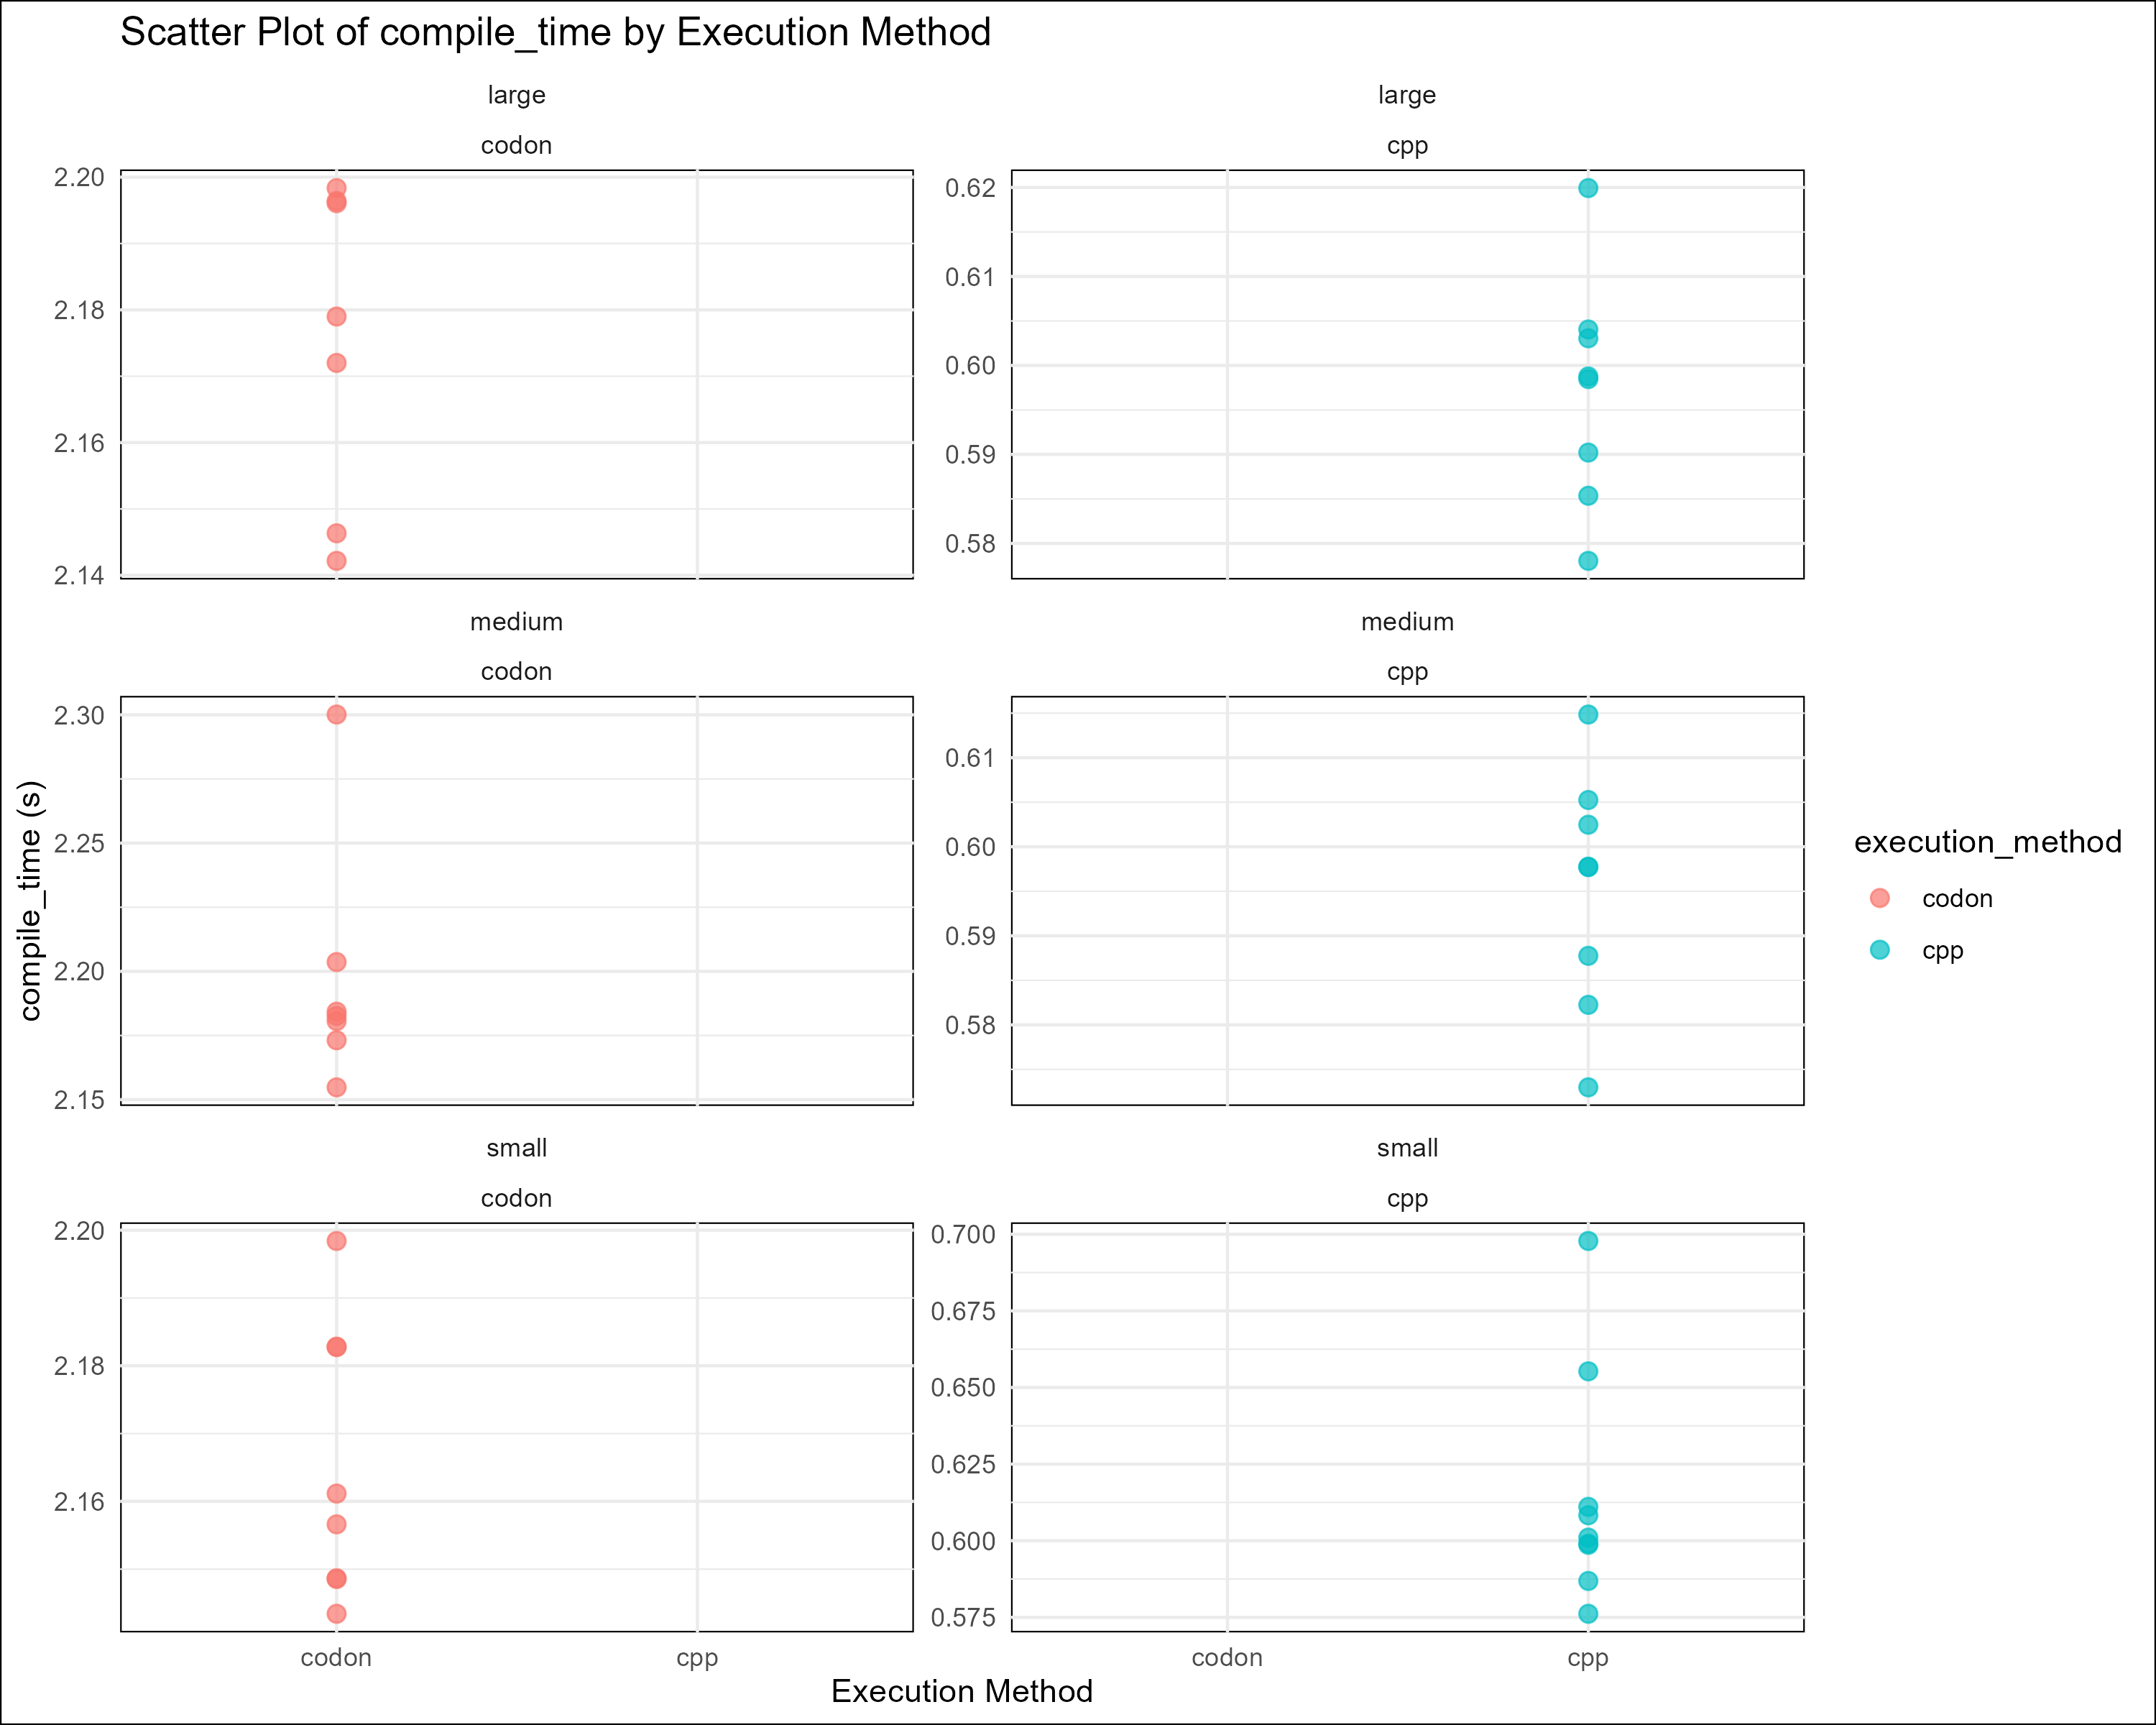 Scatter Plot of compile_time by Execution Method
large
codon
2.20
2.18
2.16
2.14
large
cpp
0.62
0.61
0.60
0.59
0.58
medium
codon
2.30
2.25
2.20
2.15
medium
cpp
0.61
0.60
0.59
0.58
small
codon
2.20
2.18
2.16
small
cpp
0.700
0.675
0.650
0.625
0.600
0.575
codon cpp
codon cpp
Execution Method
compile_time (s)
execution_method
codon
cpp